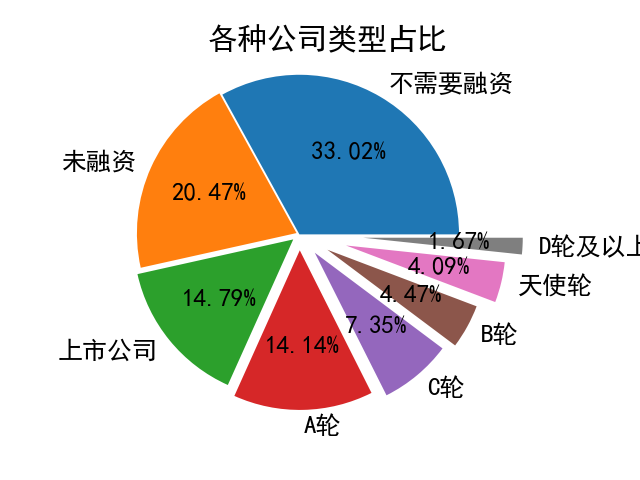 各种公司类型占比
不需要融资
33.02%
未融资
20.47%
上市公司
14.79%
A轮
14.14%
C轮
7.35%
B轮
4.47%
天使轮
4.09%
D轮及以上
1.67%